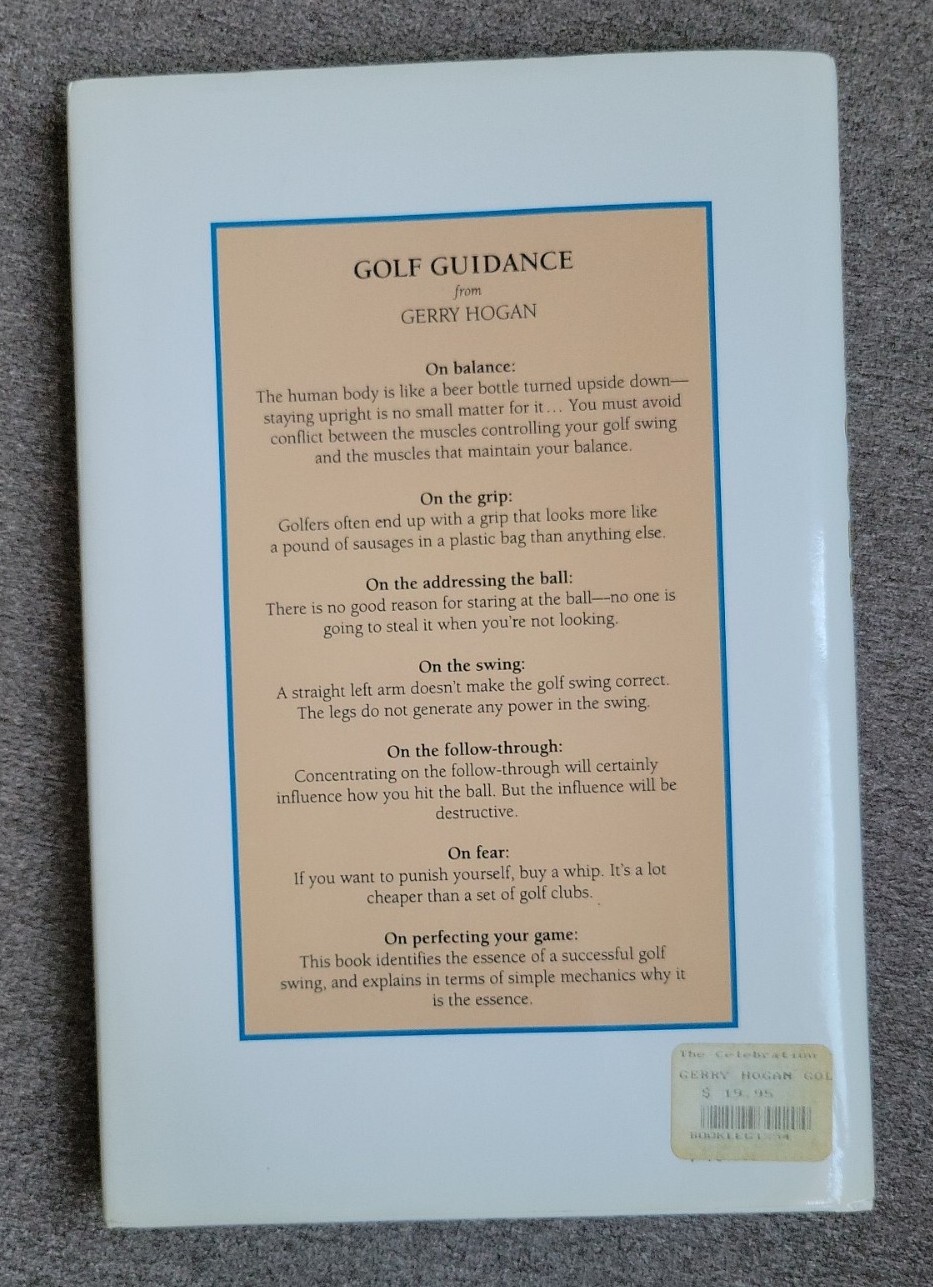 GOLF GUIDANCE
from
GERRY HOGAN
On balance:
The human body is like a beer bottle turned upside down—
staying upright is no small matter for it... You must avoid
conflict between the muscles controlling your golf swing
and the muscles that maintain your balance.
On the grip:
Golfers often end up with a grip that looks more like
a pound of sausages in a plastic bag than anything else.
On the addressing the ball:
There is no good reason for staring at the ball—no one is
going to steal it when you're not looking.
On the swing:
A straight left arm doesn't make the golf swing correct.
The legs do not generate any power in the swing.
On the follow-through:
Concentrating on the follow-through will certainly
influence how you hit the ball. But the influence will be
destructive.
On fear:
If you want to punish yourself, buy a whip. It's a lot
cheaper than a set of golf clubs.
On perfecting your game:
This book identifies the essence of a successful golf
swing, and explains in terms of simple mechanics why it
is the essence.
The Celebration
GERRY HOGAN GOL
$ 19.95